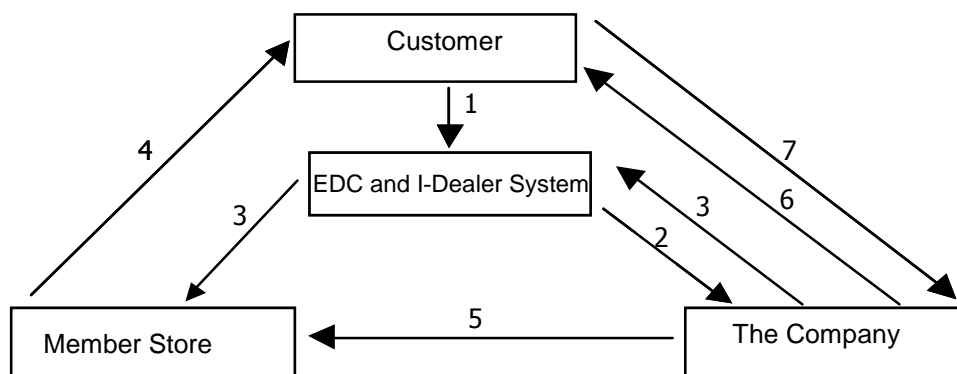 Customer
1
4
7
EDC and I-Dealer System
6
3
3
2
5
Member Store
The Company